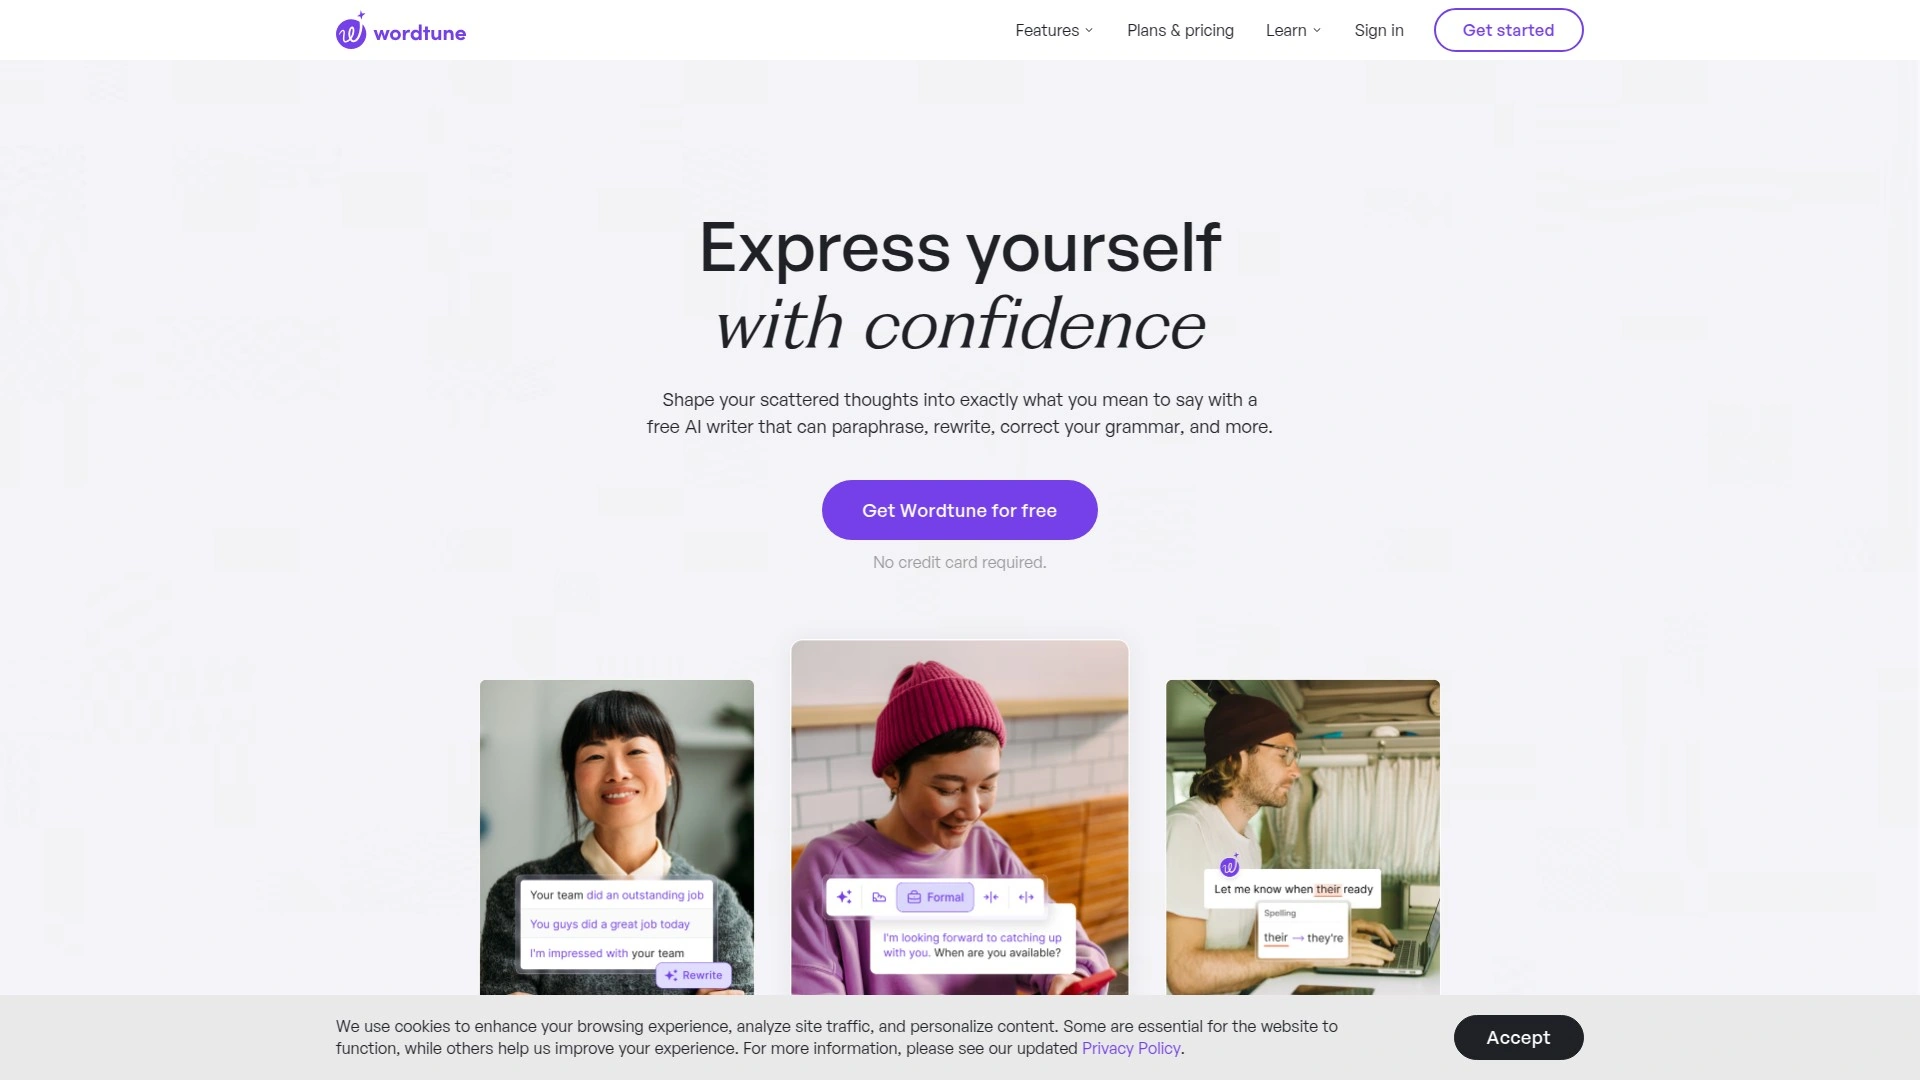 wordtune
Features
Plans & pricing
Learn
Sign in
Get started
Express yourself
with confidence
Shape your scattered thoughts into exactly what you mean to say with a
free AI writer that can paraphrase, rewrite, correct your grammar, and more.
Get Wordtune for free
No credit card required.
Your team did an outstanding job
You guys did a great job today
I'm impressed with your team
Rewrite
Formal
I'm looking forward to catching up
with you. When are you available?
Let me know when their ready
Spelling
their → they're
We use cookies to enhance your browsing experience, analyze site traffic, and personalize content. Some are essential for the website to
function, while others help us improve your experience. For more information, please see our updated Privacy Policy.
Accept